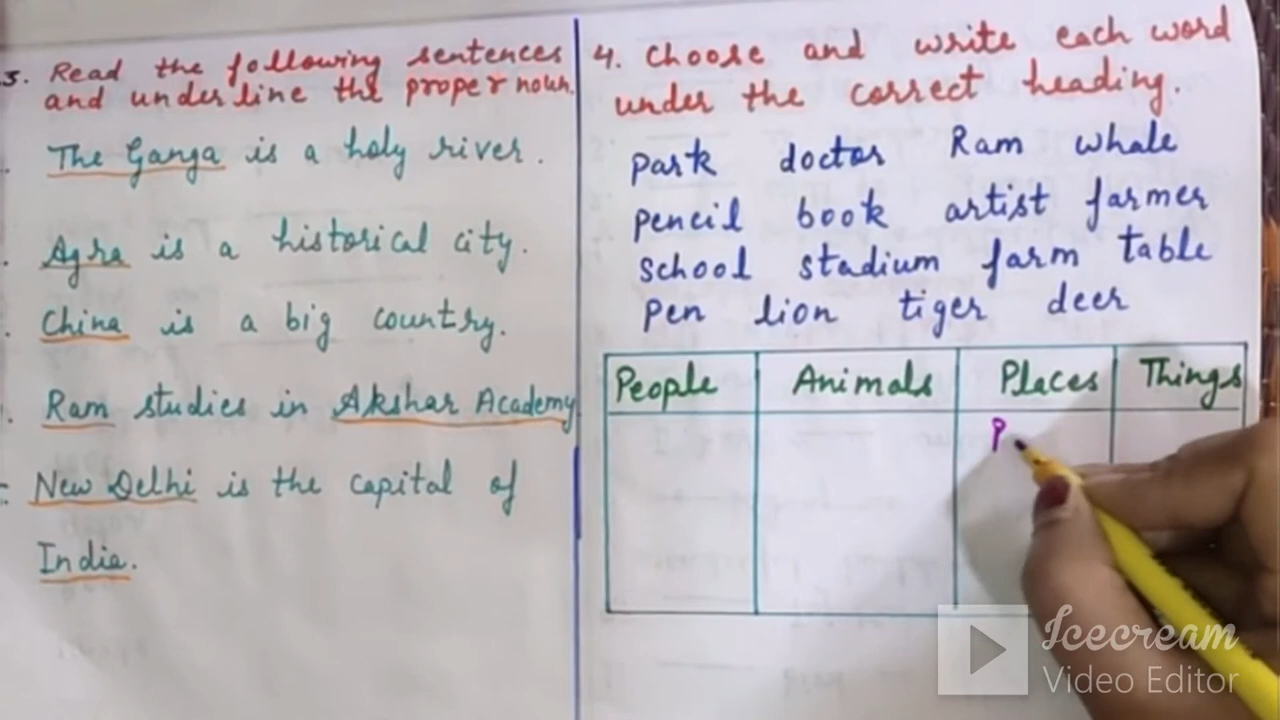 3. Read the following sentences
and underline the proper noun.
The Ganga is a holy river.
Agra is a historical city.
China is a big country.
Ram studies in Akshar Academy
New Delhi is the capital of
India.
4. Choose and write each word
under the correct heading.
park doctor Ram whale
pencil book artist farmer
school stadium farm table
pen lion tiger deer
People Animals Places Things
P
Icecream
Video Editor